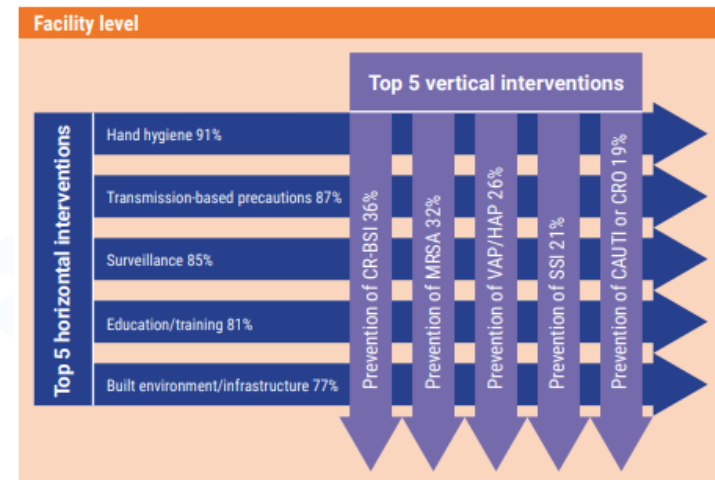 Facility level
Top 5 vertical interventions
Top 5 horizontal interventions
Hand hygiene 91%
Transmission-based precautions 87%
Surveillance 85%
Education/training 81%
Built environment/infrastructure 77%
Prevention of CR-BSI 36%
Prevention of MRSA 32%
Prevention of VAP/HAP 26%
Prevention of SSI 21%
Prevention of CAUTI or CRO 19%